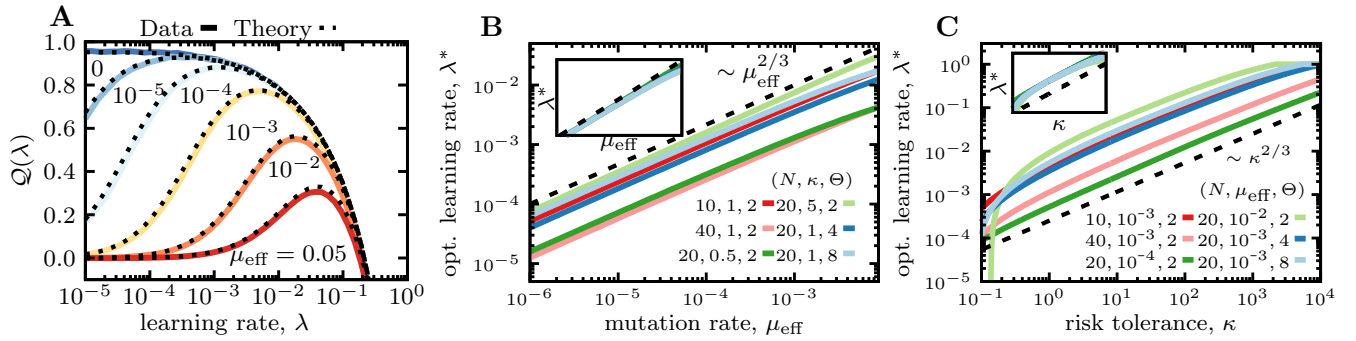 A
Data Theory
Q(λ)
1.0
0.8
0.6
0.4
0.2
0.0
0
10^{-5}
10^{-4}
10^{-3}
10^{-2}
μ_eff = 0.05
10^{-5} 10^{-4} 10^{-3} 10^{-2} 10^{-1} 10^0
learning rate, λ
B
opt. learning rate, λ*
10^{-2}
10^{-3}
10^{-4}
10^{-5}
λ*
μ_eff
∼ μ_eff^{2/3}
(N, κ, Θ)
10, 1, 2 20, 5, 2
40, 1, 2 20, 1, 4
20, 0.5, 2 20, 1, 8
10^{-6} 10^{-5} 10^{-4} 10^{-3} 10^{-2}
mutation rate, μ_eff
C
opt. learning rate, λ*
10^0
10^{-1}
10^{-2}
10^{-3}
10^{-4}
10^{-5}
λ*
κ
∼ κ^{2/3}
(N, μ_eff, Θ)
10, 10^{-3}, 2 20, 10^{-2}, 2
40, 10^{-3}, 2 20, 10^{-3}, 4
20, 10^{-4}, 2 20, 10^{-3}, 8
10^{-1} 10^0 10^1 10^2 10^3 10^4
risk tolerance, κ